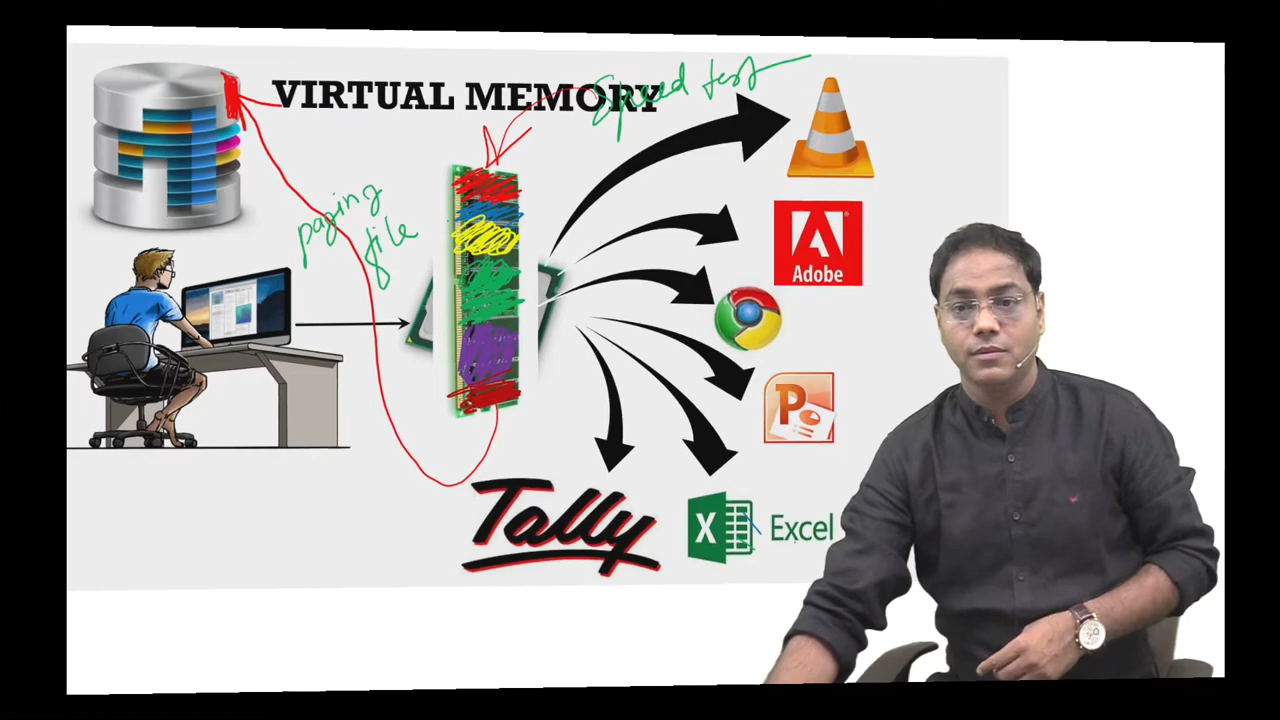 VIRTUAL MEMORY
Speed test
paging
file
Adobe
P
Tally
X Excel